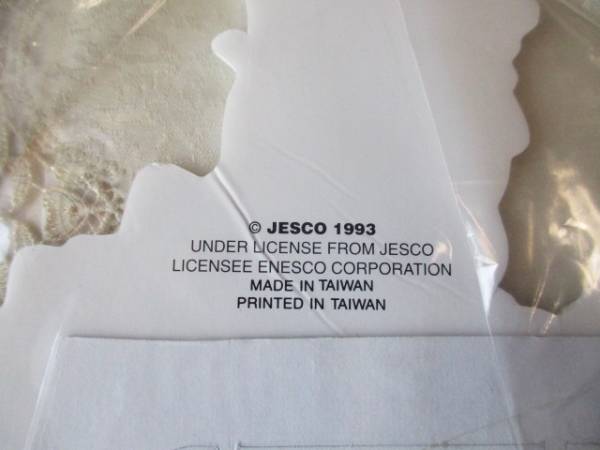 © JESCO 1993
UNDER LICENSE FROM JESCO
LICENSEE ENESCO CORPORATION
MADE IN TAIWAN
PRINTED IN TAIWAN